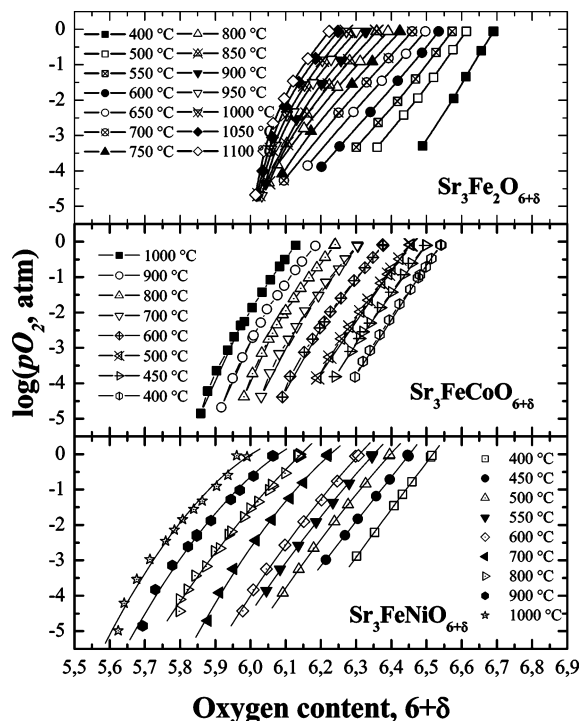 0
-1
-2
-3
-4
-5
400 °C 800 °C
500 °C 850 °C
550 °C 900 °C
600 °C 950 °C
650 °C 1000 °C
700 °C 1050 °C
750 °C 1100 °C
Sr3Fe2O6+δ
log(pO2, atm)
0
-1
-2
-3
-4
-5
1000 °C
900 °C
800 °C
700 °C
600 °C
500 °C
450 °C
400 °C
Sr3FeCoO6+δ
0
-1
-2
-3
-4
-5
400 °C
450 °C
500 °C
550 °C
600 °C
700 °C
800 °C
900 °C
1000 °C
Sr3FeNiO6+δ
5,5 5,6 5,7 5,8 5,9 6,0 6,1 6,2 6,3 6,4 6,5 6,6 6,7 6,8 6,9
Oxygen content, 6+δ